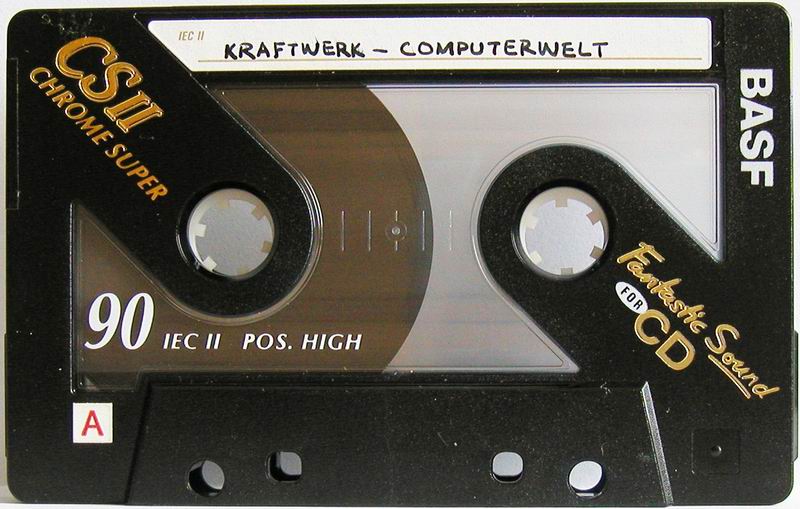 IEC II
KRAFTWERK – COMPUTERWELT
CS II
CHROME SUPER
BASF
90 IEC II POS. HIGH
Fantastic Sound
FOR
CD
A